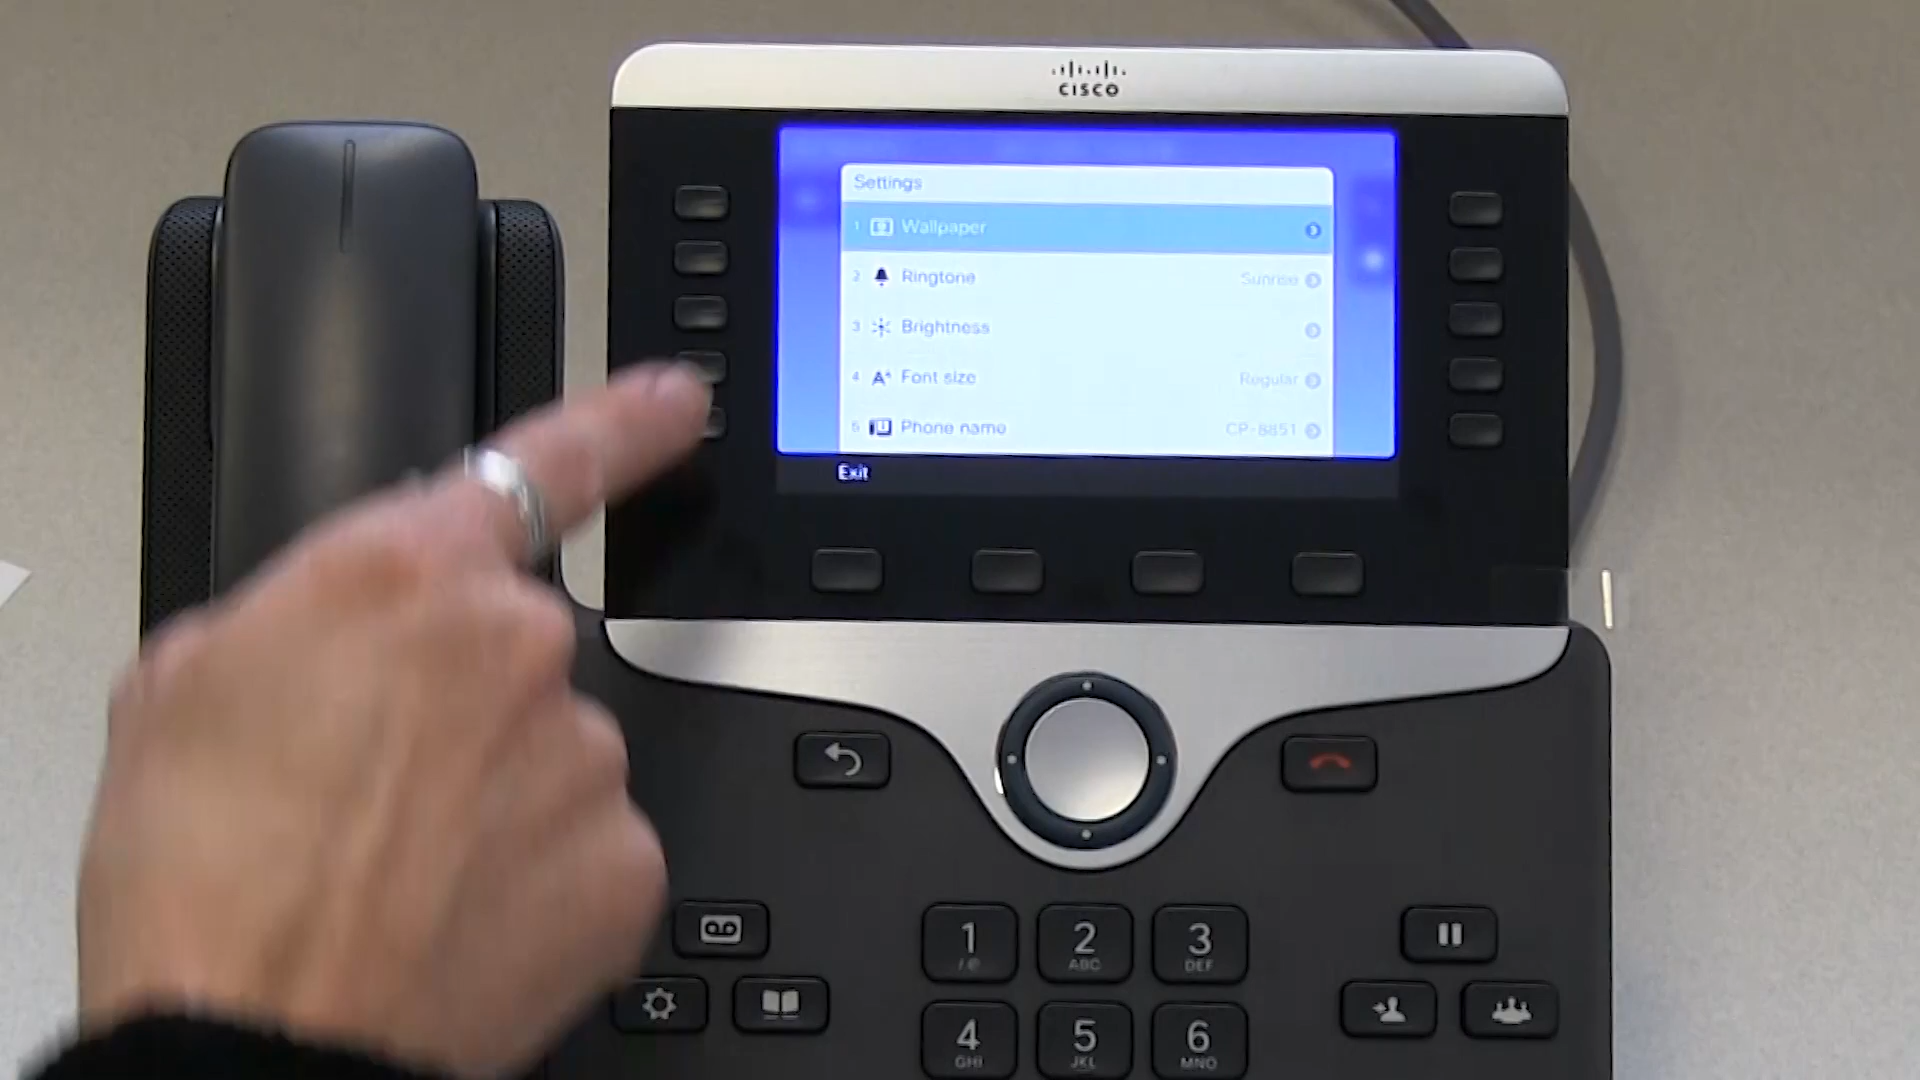 CISCO
Settings
1 Wallpaper
2 Ringtone Sunrise
3 Brightness
4 Font size Regular
5 Phone name CP-8851
Exit
1 2 3
/ @ ABC DEF
4 5 6
GHI JKL MNO